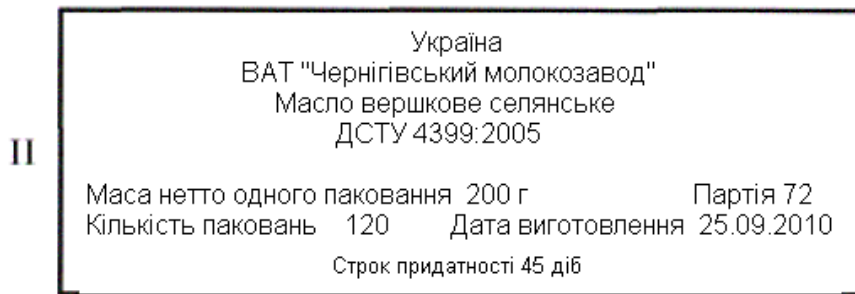 Україна
ВАТ "Чернігівський молокозавод"
Масло вершкове селянське
ДСТУ 4399:2005
II
Маса нетто одного паковання 200 г Партія 72
Кількість паковань 120 Дата виготовлення 25.09.2010
Строк придатності 45 діб